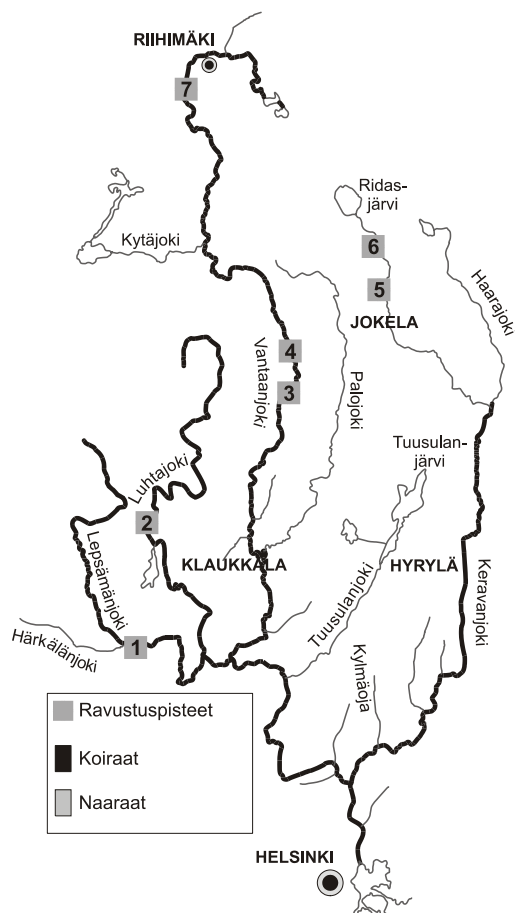 RIIHIMÄKI
7
Ridas-
järvi
Kytäjoki
6
5
JOKELA
Haarajoki
Vantaanjoki
4
3
Palojoki
Tuusulan-
järvi
Luhtajoki
2
KLAUKKALA
HYRYLÄ
Keravanjoki
Lepsämänjoki
Tuusulanjoki
Härkälänjoki
1
Kylmäoja
Ravustuspisteet
Koiraat
Naaraat
HELSINKI